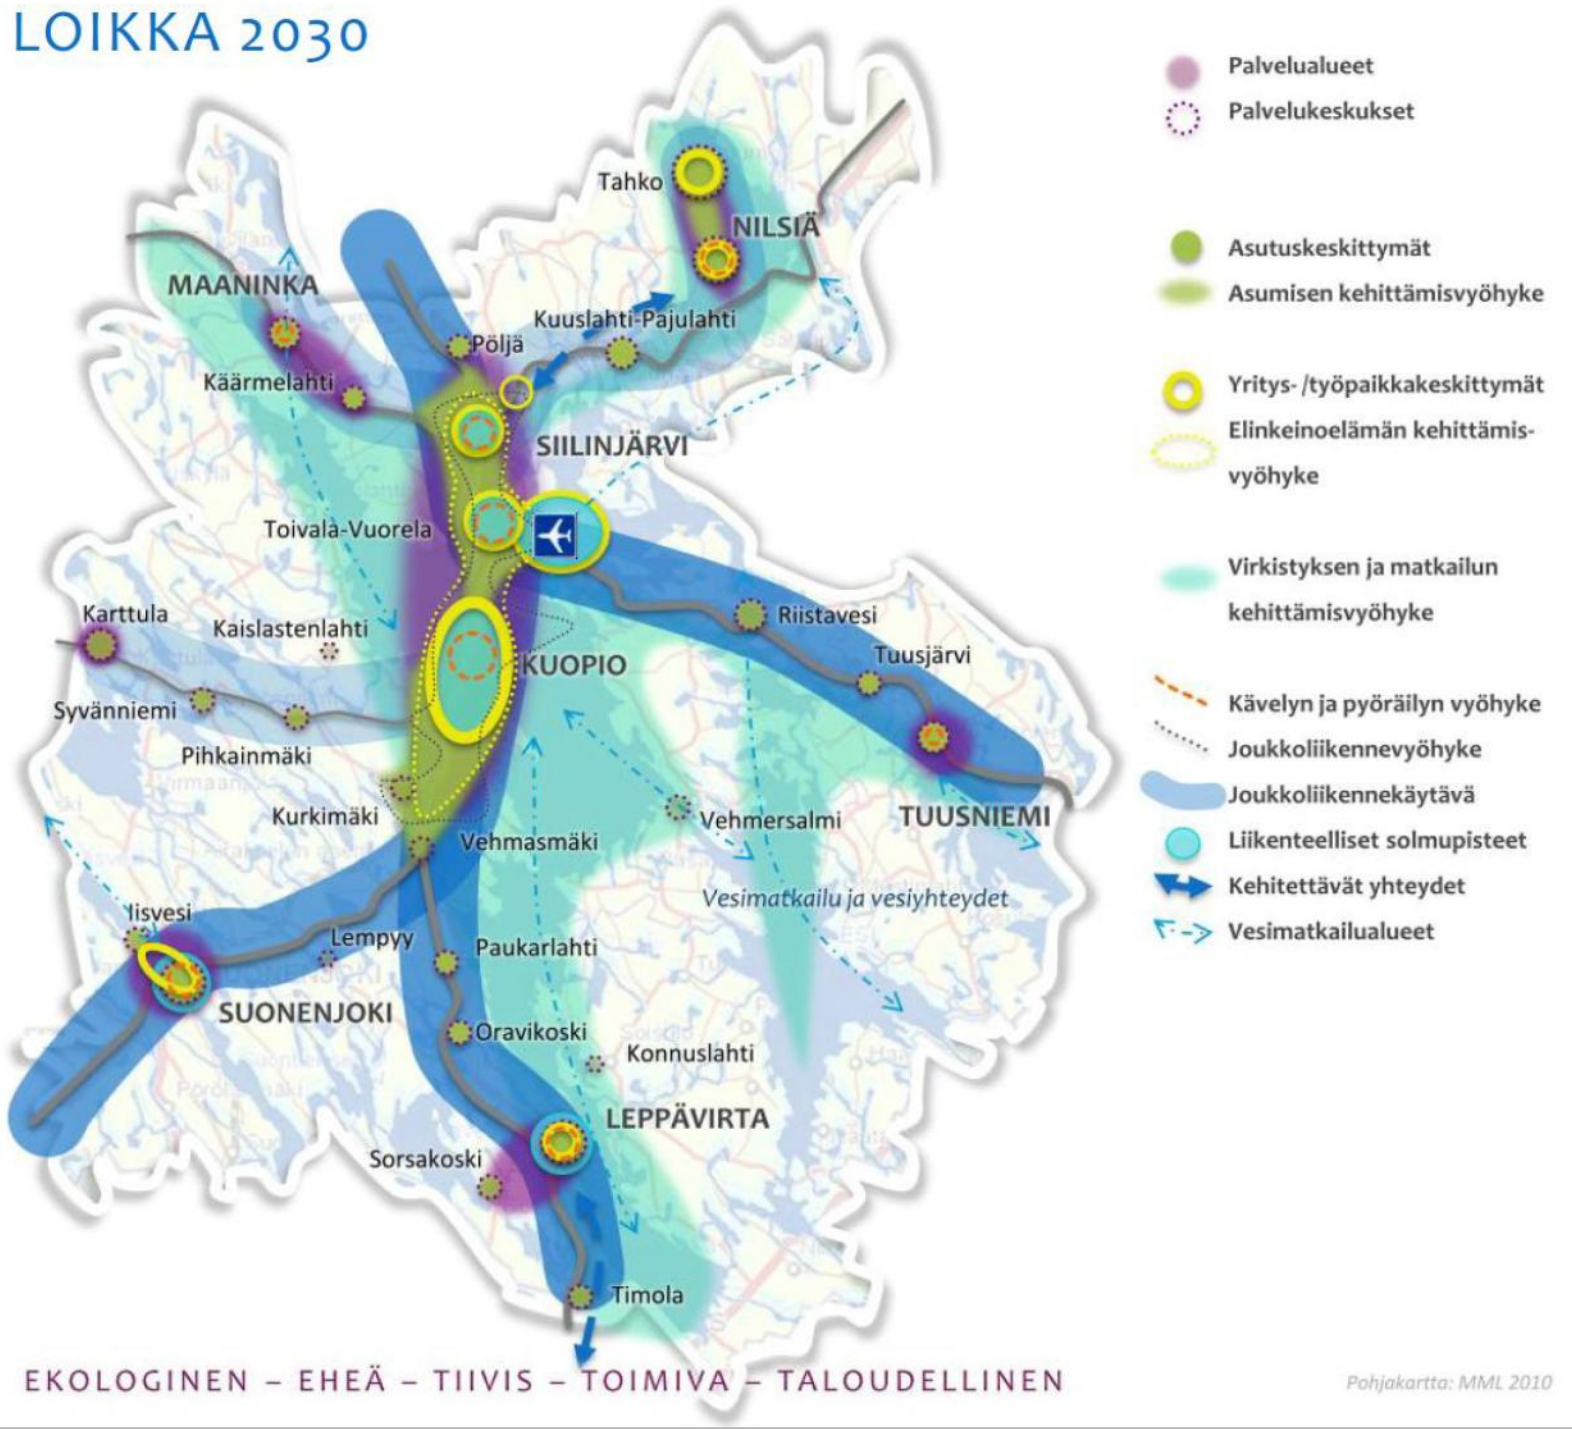 LOIKKA 2030
Palvelualueet
Palvelukeskukset
Asutuskeskittymät
Asumisen kehittämisvyöhyke
Yritys- /työpaikkakeskittymät
Elinkeinoelämän kehittämis-
vyöhyke
Virkistyksen ja matkailun
kehittämisvyöhyke
Kävelyn ja pyöräilyn vyöhyke
Joukkoliikennevyöhyke
Joukkoliikennekäytävä
Liikenteelliset solmupisteet
Kehitettävät yhteydet
Vesimatkailualueet
Tahko
NILSIÄ
MAANINKA
Kuuslahti-Pajulahti
Pöljä
Käärmelahti
SIILINJÄRVI
Toivala-Vuorela
Karttula
Kaislastenlahti
Riistavesi
Tuusjärvi
KUOPIO
Syvänniemi
Pihkainmäki
Kurkimäki
Vehmersalmi
TUUSNIEMI
Vehmasmäki
Vesimatkailu ja vesiyhteydet
Iisvesi
Lempyy
Paukarlahti
SUONENJOKI
Oravikoski
Konnuslahti
LEPPÄVIRTA
Sorsakoski
Timola
EKOLOGINEN – EHEÄ – TIIVIS – TOIMIVA – TALOUDELLINEN
Pohjakartta: MML 2010